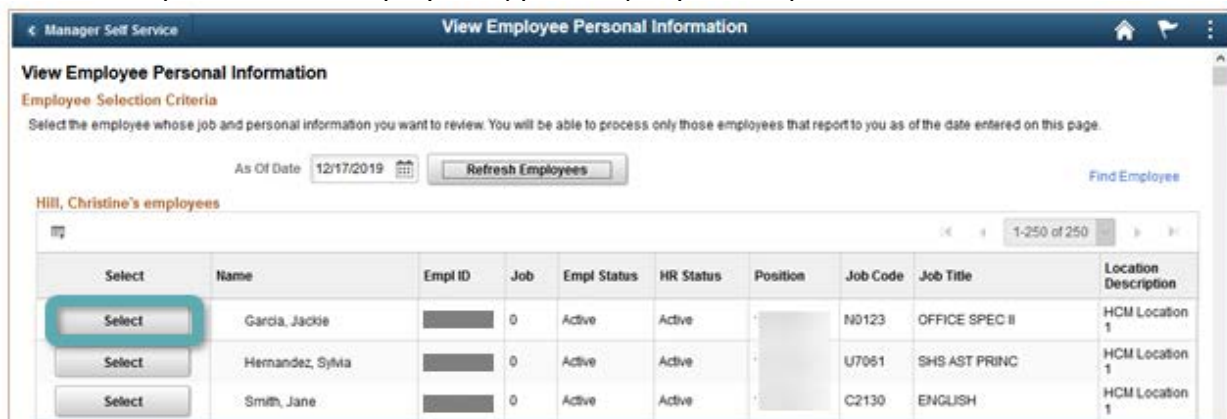 Manager Self Service View Employee Personal Information
View Employee Personal Information
Employee Selection Criteria
Select the employee whose job and personal information you want to review. You will be able to process only those employees that report to you as of the date entered on this page.
As Of Date 12/17/2019 Refresh Employees
Find Employee
Hill, Christine's employees
1-250 of 250
Select Name Empl ID Job Empl Status HR Status Position Job Code Job Title Location Description
Select Garcia, Jackie 0 Active Active N0123 OFFICE SPEC II HCM Location 1
Select Hernandez, Sylvia 0 Active Active U7061 SHS AST PRINC HCM Location 1
Select Smith, Jane 0 Active Active C2130 ENGLISH HCM Location 1